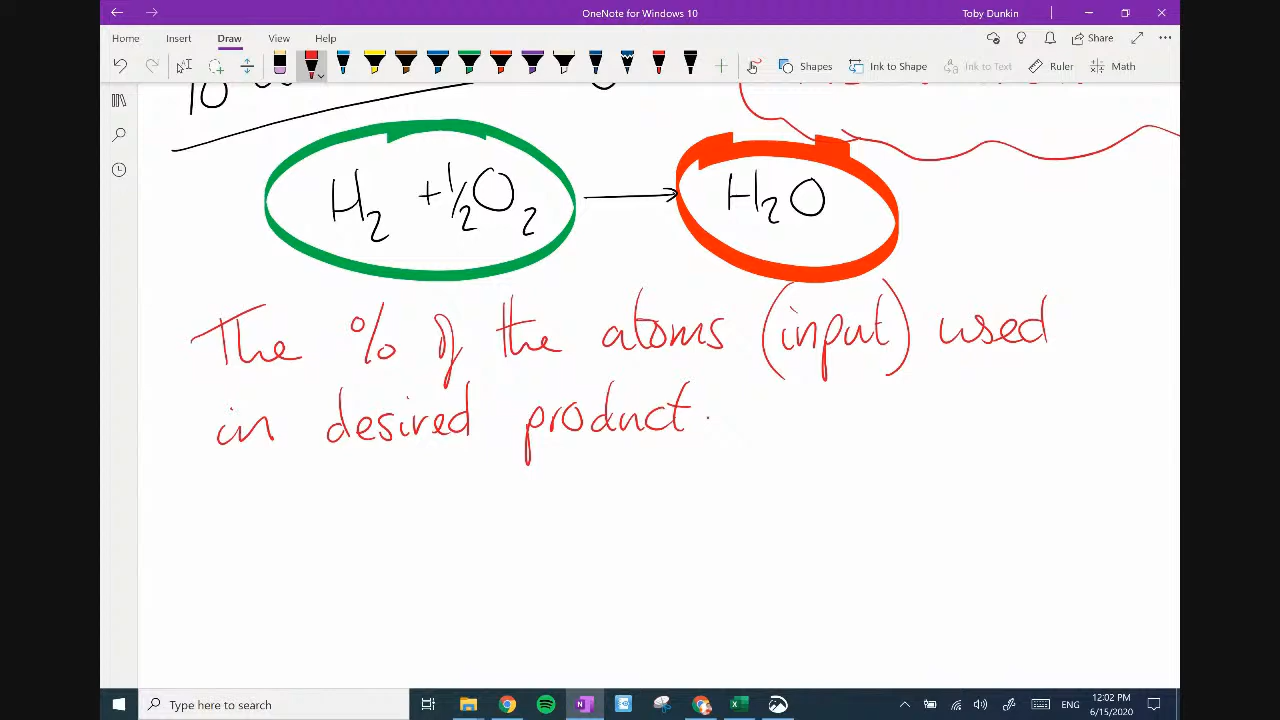 OneNote for Windows 10
Toby Dunkin
Home Insert Draw View Help
Share
Shapes
Ink to Shape
Ink to Text
Ruler
Math
10
H₂ + ½O₂ → H₂O
The % of the atoms (input) used
in desired product.
Type here to search
ENG
12:02 PM
6/15/2020